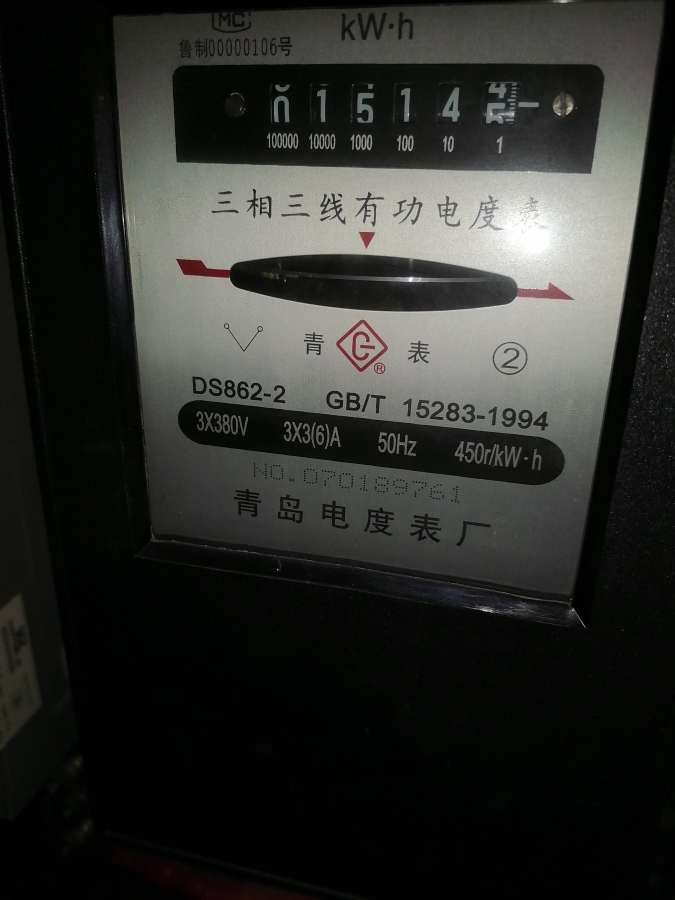 MC
kW·h
鲁制00000106号
0 1 5 1 4
100000 10000 1000 100 10 1
三相三线有功电度表
青 G® 表 ②
DS862-2 GB/T 15283-1994
3X380V 3X3(6)A 50Hz 450r/kW·h
NO.070189761
青岛电度表厂